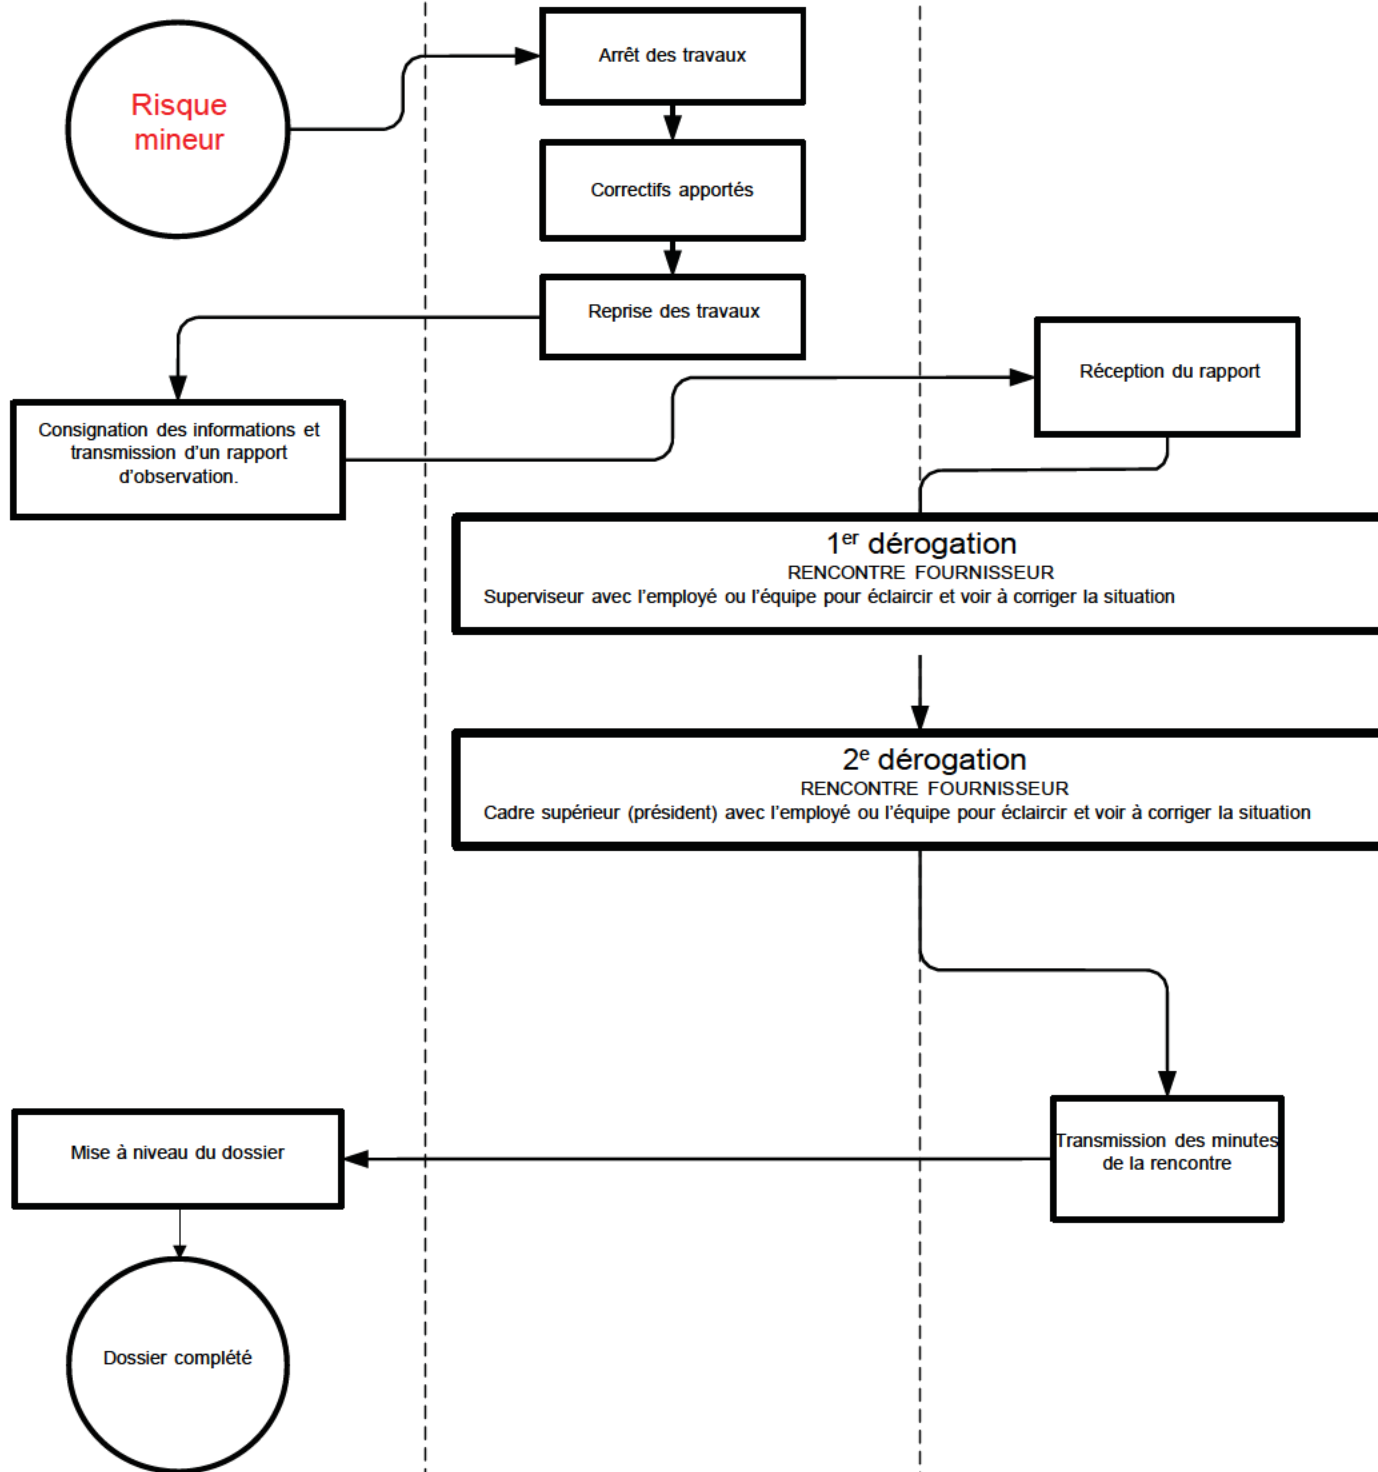 Risque
mineur
Arrêt des travaux
Correctifs apportés
Reprise des travaux
Réception du rapport
Consignation des informations et
transmission d'un rapport
d'observation.
1er dérogation
RENCONTRE FOURNISSEUR
Superviseur avec l'employé ou l'équipe pour éclaircir et voir à corriger la situation
2e dérogation
RENCONTRE FOURNISSEUR
Cadre supérieur (président) avec l'employé ou l'équipe pour éclaircir et voir à corriger la situation
Transmission des minutes
de la rencontre
Mise à niveau du dossier
Dossier complété